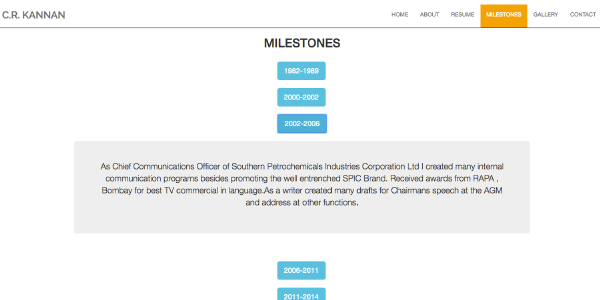 C.R. KANNAN
HOME ABOUT RESUME MILESTONES GALLERY CONTACT
MILESTONES
1982-1989
2000-2002
2002-2006
As Chief Communications Officer of Southern Petrochemicals Industries Corporation Ltd I created many internal
communication programs besides promoting the well entrenched SPIC Brand. Received awards from RAPA ,
Bombay for best TV commercial in language.As a writer created many drafts for Chairmans speech at the AGM
and address at other functions.
2006-2011
2011-2014